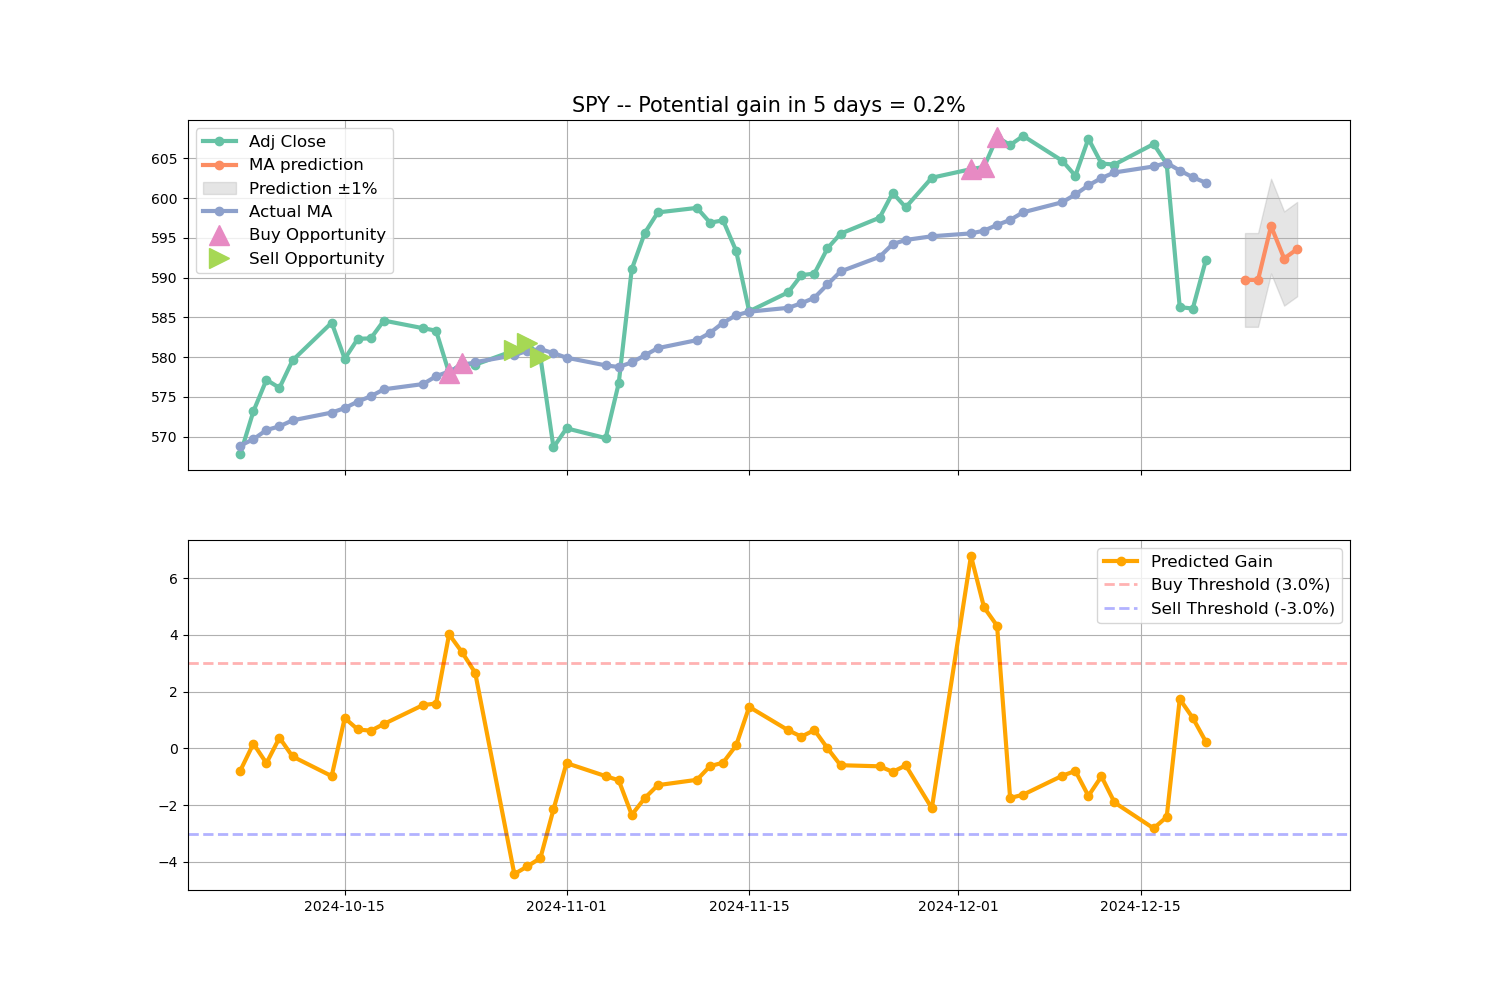 SPY -- Potential gain in 5 days = 0.2%
Adj Close
MA prediction
Prediction ±1%
Actual MA
Buy Opportunity
Sell Opportunity
605
600
595
590
585
580
575
570
Predicted Gain
Buy Threshold (3.0%)
Sell Threshold (-3.0%)
6
4
2
0
−2
−4
2024-10-15
2024-11-01
2024-11-15
2024-12-01
2024-12-15